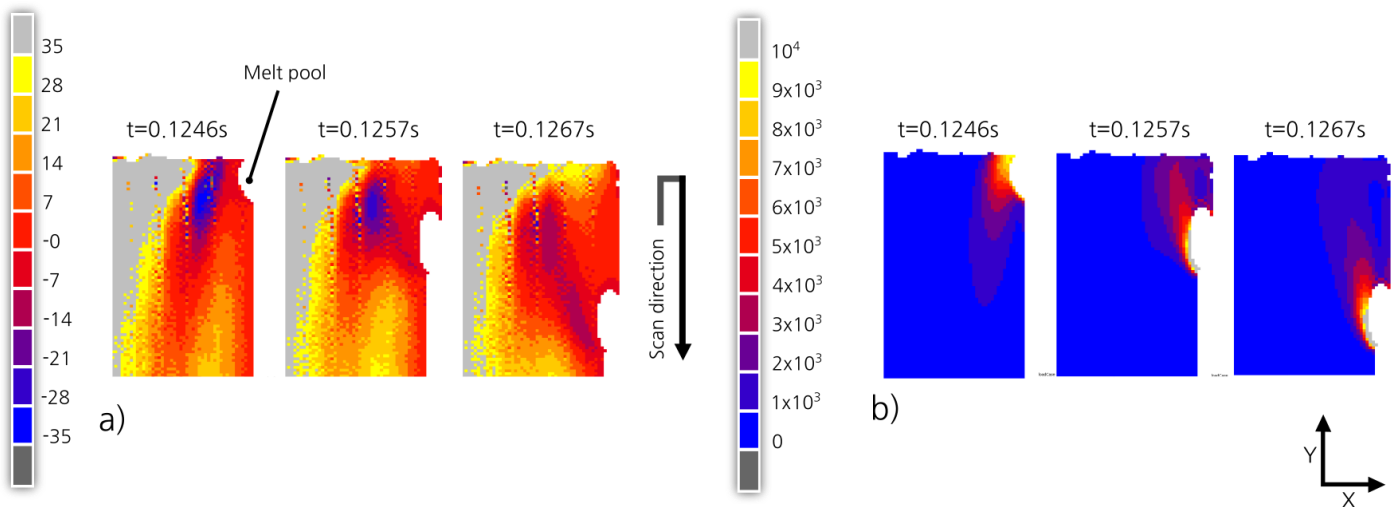 35
28
21
14
7
-0
-7
-14
-21
-28
-35
Melt pool
t=0.1246s
t=0.1257s
t=0.1267s
Scan direction
a)
10⁴
9x10³
8x10³
7x10³
6x10³
5x10³
4x10³
3x10³
2x10³
1x10³
0
t=0.1246s
t=0.1257s
t=0.1267s
b)
Y
X